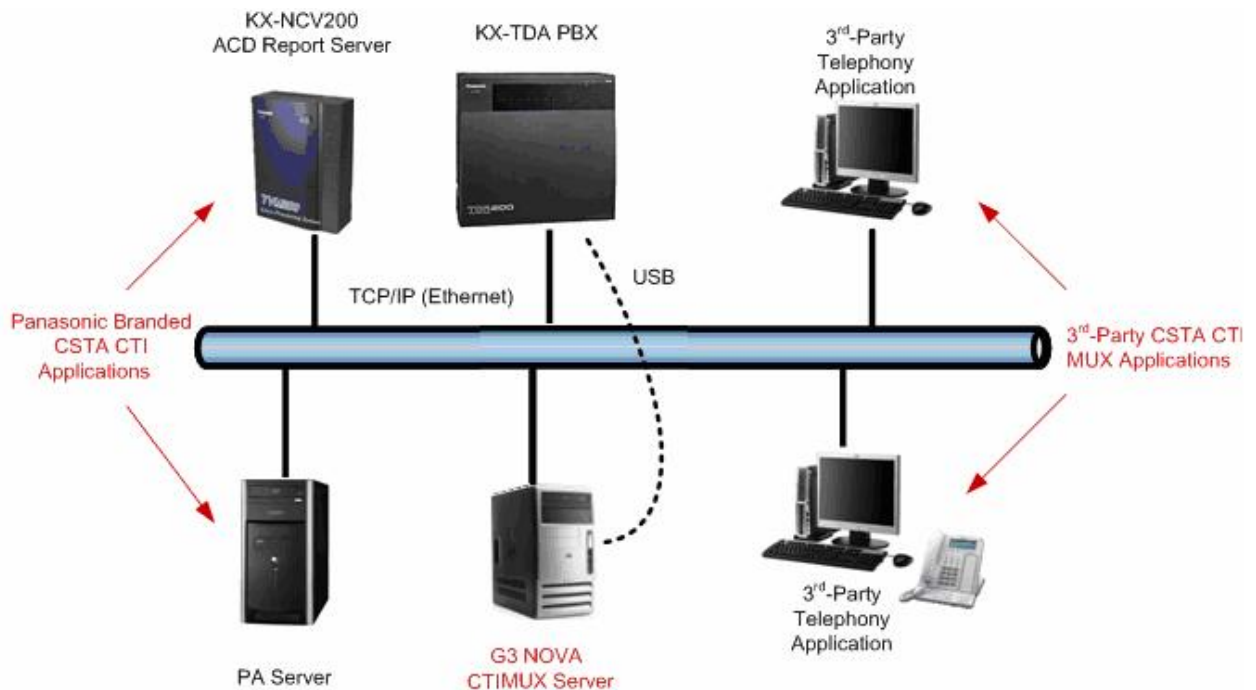 KX-NCV200
ACD Report Server
KX-TDA PBX
3rd-Party
Telephony
Application
USB
TCP/IP (Ethernet)
Panasonic Branded
CSTA CTI
Applications
3rd-Party CSTA CTI
MUX Applications
PA Server
G3 NOVA
CTIMUX Server
3rd-Party
Telephony
Application